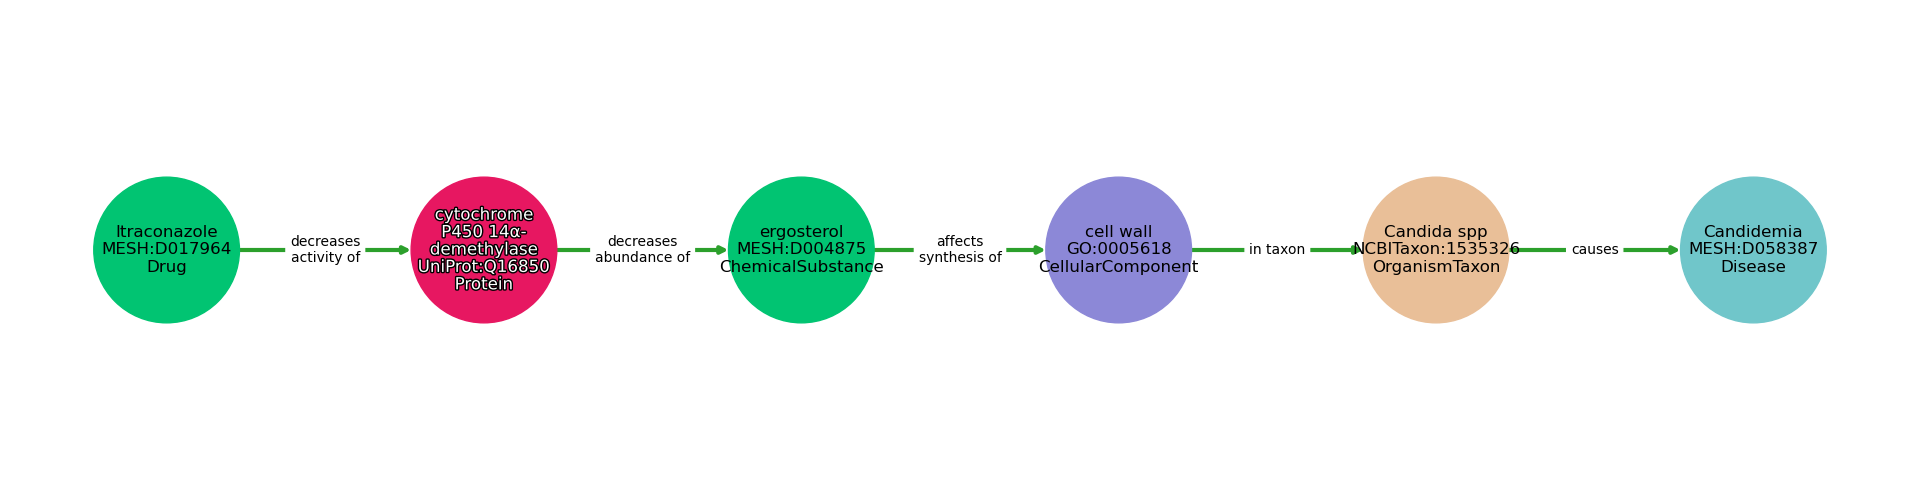 Itraconazole
MESH:D017964
Drug
decreases
activity of
cytochrome
P450 14α-
demethylase
UniProt:Q16850
Protein
decreases
abundance of
ergosterol
MESH:D004875
ChemicalSubstance
affects
synthesis of
cell wall
GO:0005618
CellularComponent
in taxon
Candida spp
NCBITaxon:1535326
OrganismTaxon
causes
Candidemia
MESH:D058387
Disease